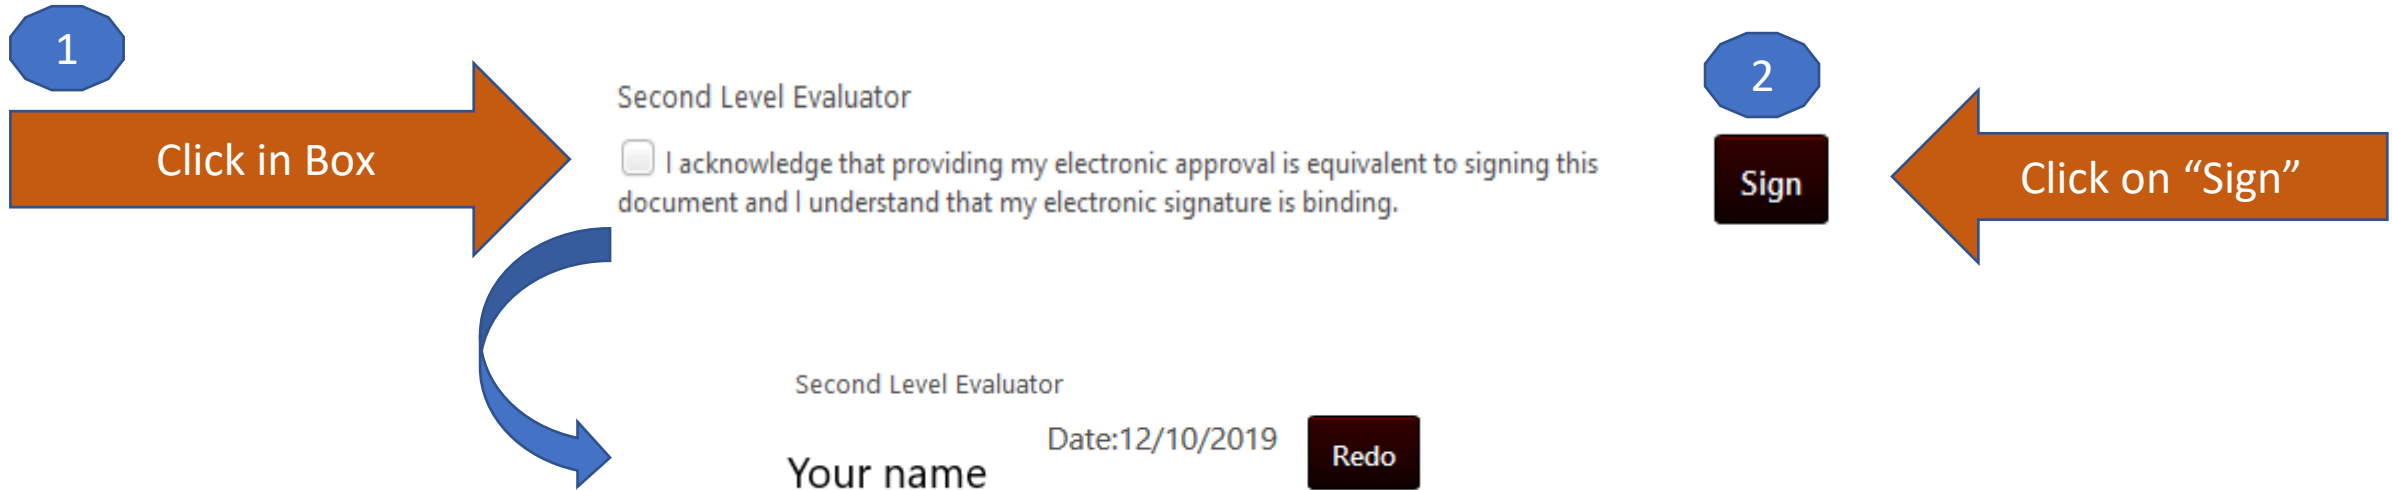 1
Click in Box
Second Level Evaluator
I acknowledge that providing my electronic approval is equivalent to signing this
document and I understand that my electronic signature is binding.
2
Sign
Click on “Sign”
Second Level Evaluator
Date:12/10/2019
Redo
Your name